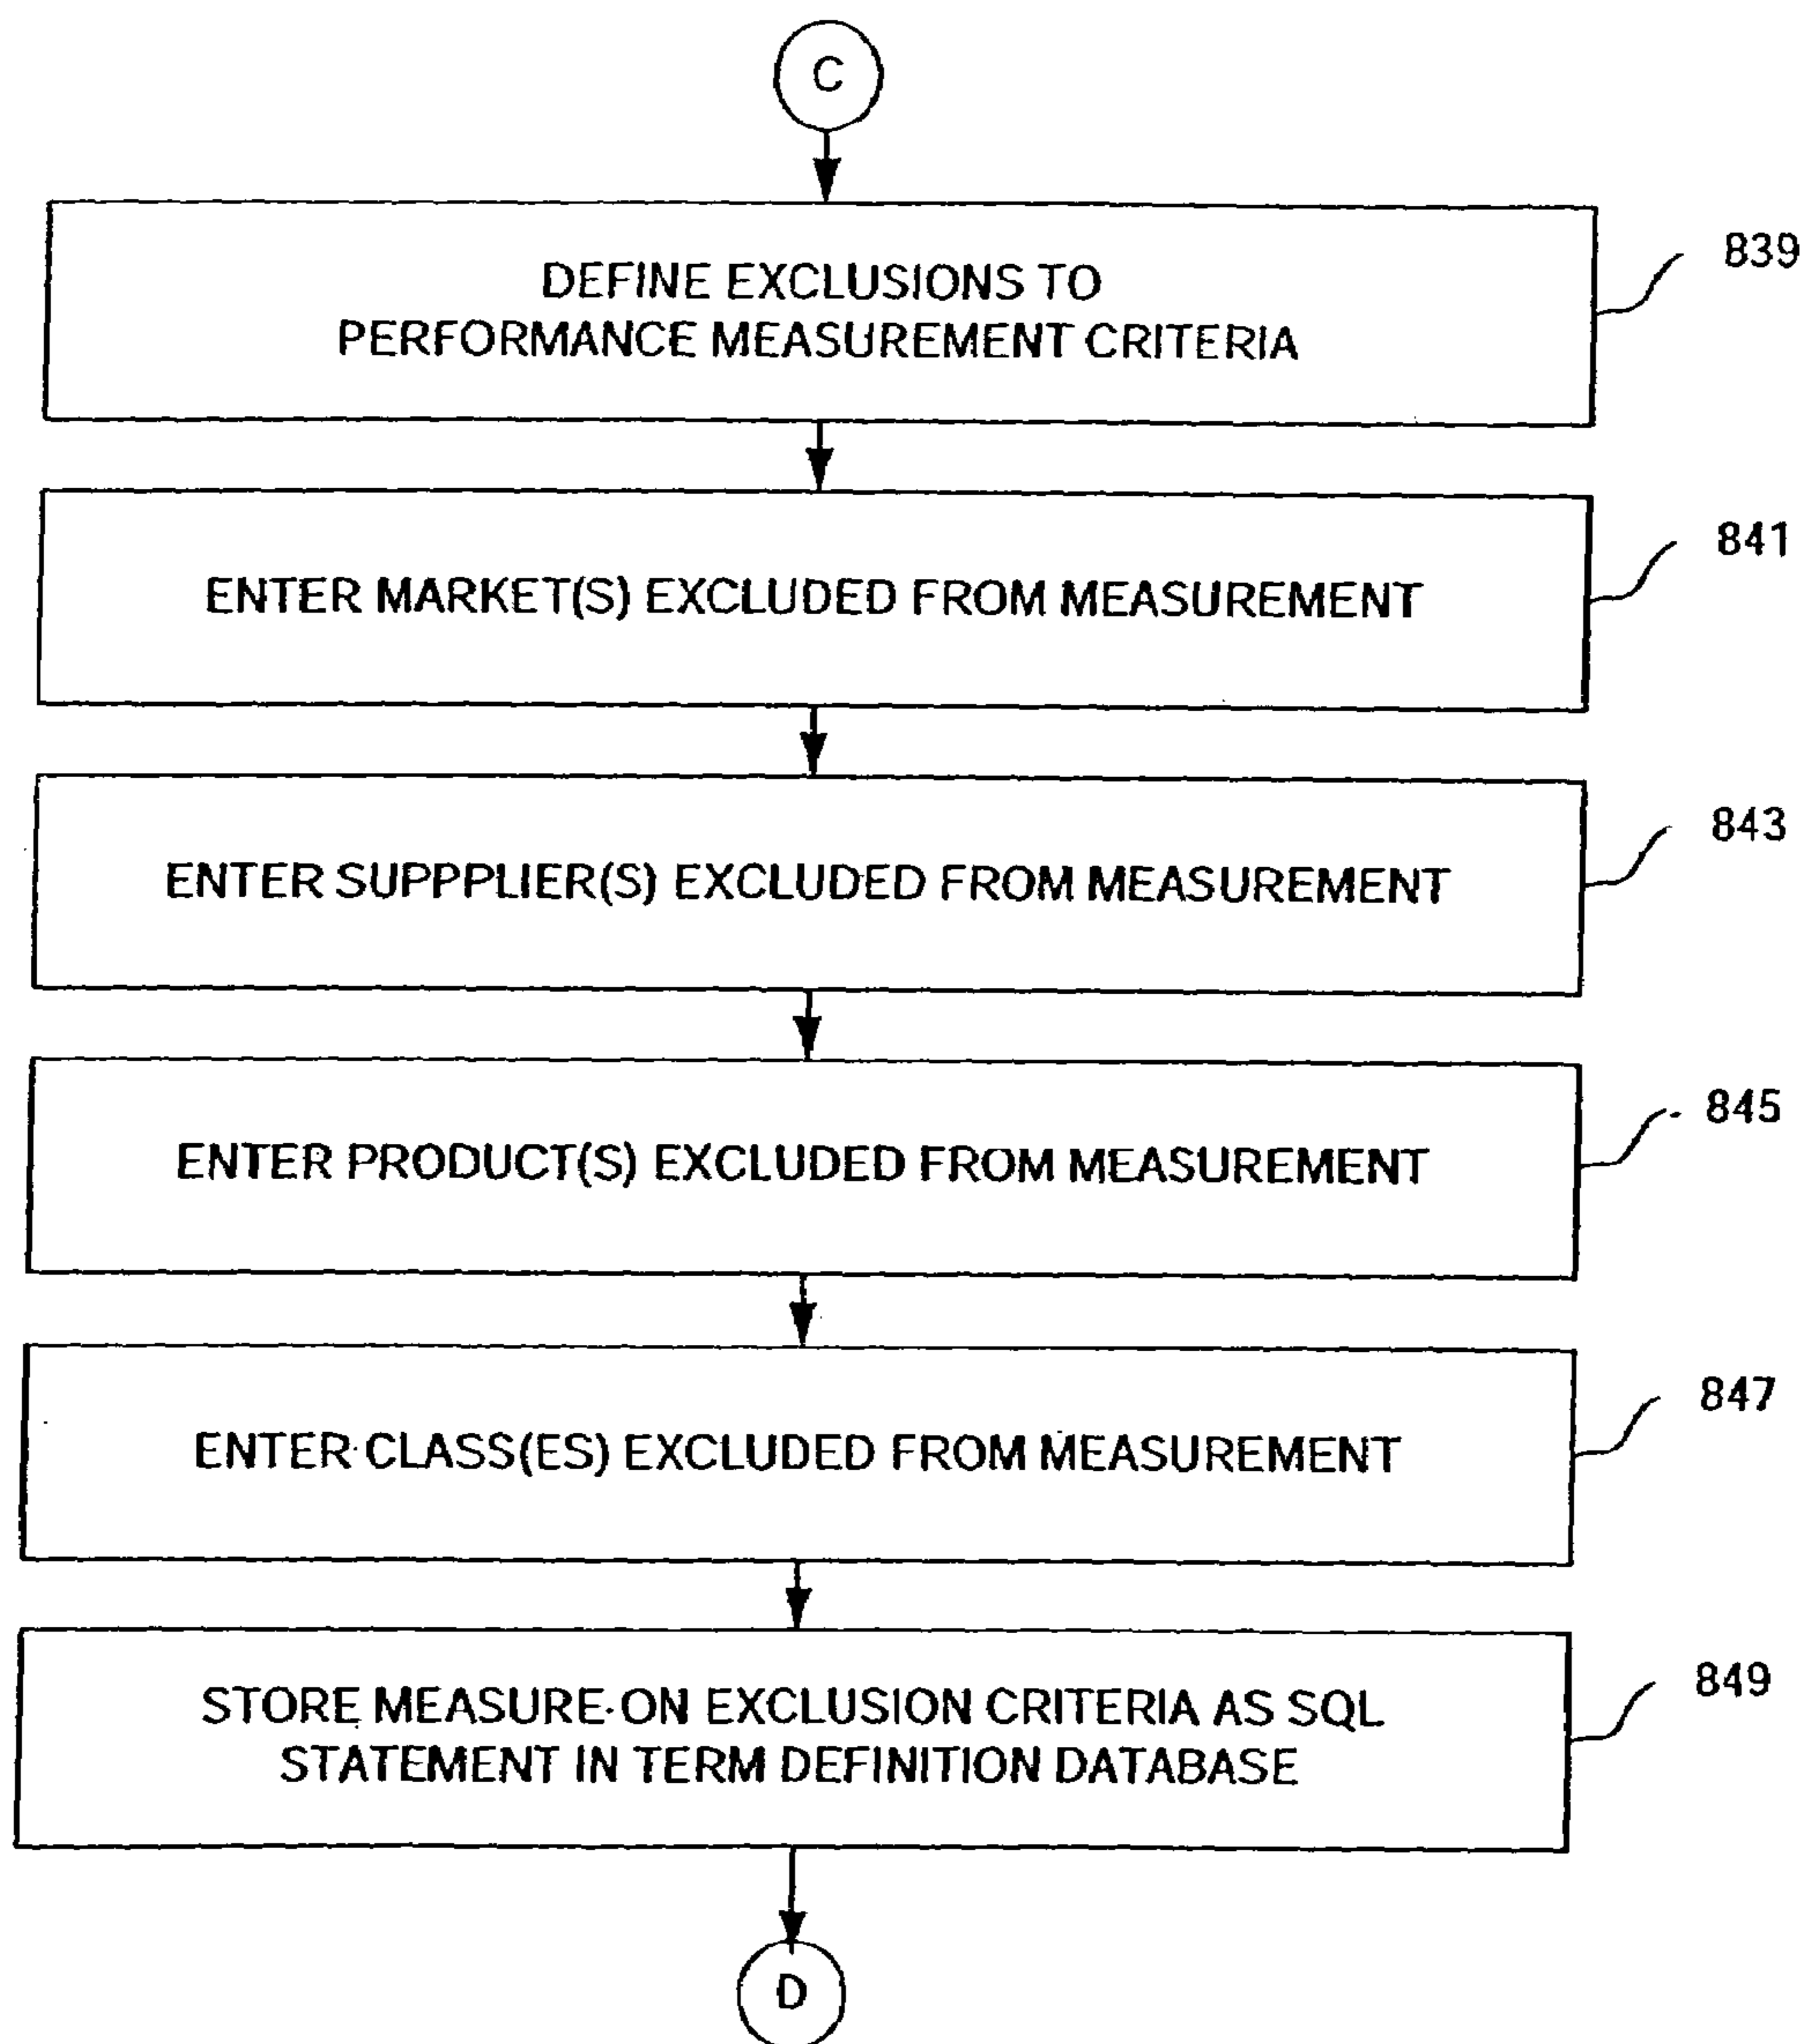 C
DEFINE EXCLUSIONS TO
PERFORMANCE MEASUREMENT CRITERIA
839
ENTER MARKET(S) EXCLUDED FROM MEASUREMENT
841
ENTER SUPPPLIER(S) EXCLUDED FROM MEASUREMENT
843
ENTER PRODUCT(S) EXCLUDED FROM MEASUREMENT
845
ENTER CLASS(ES) EXCLUDED FROM MEASUREMENT
847
STORE MEASURE-ON EXCLUSION CRITERIA AS SQL
STATEMENT IN TERM DEFINITION DATABASE
849
D